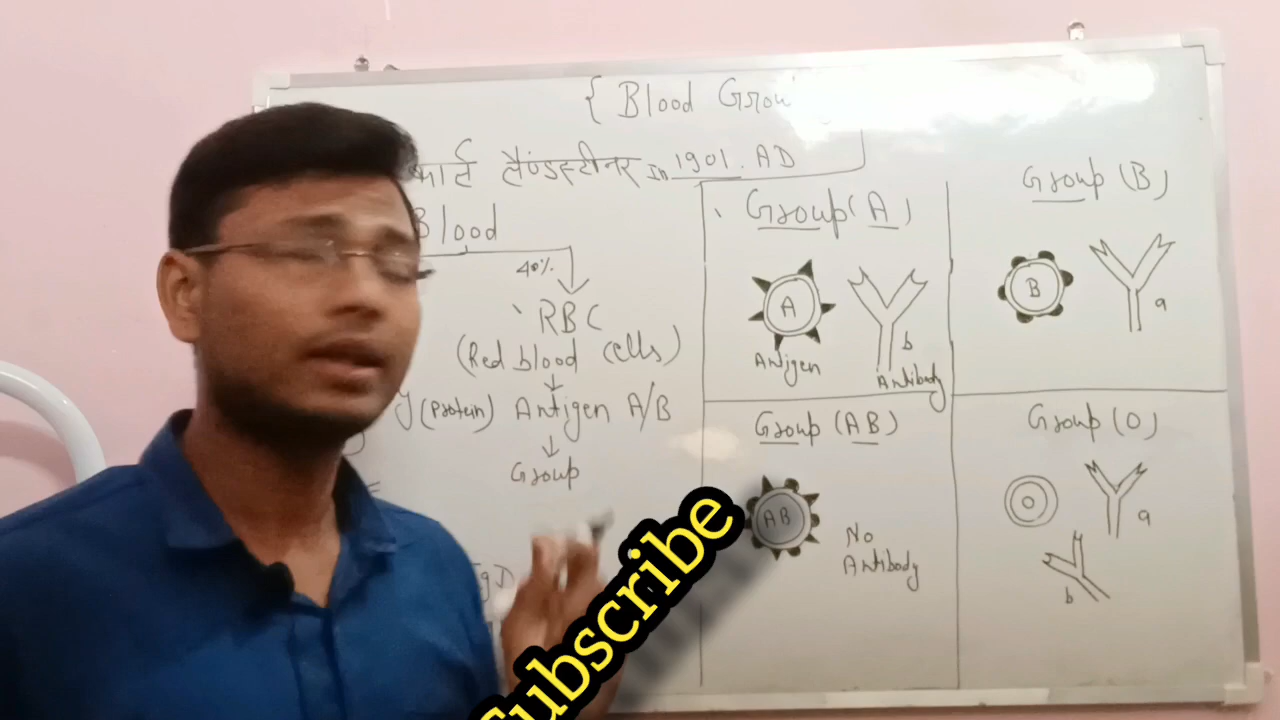 { Blood Grou
कार्ल लैण्डस्टीनर In 1901. AD
Blood
40%
RBC
(Red blood cells)
(Protein) Antigen A/B
Group
IgD
Group (A)
A
Antigen
b
Antibody
Group (B)
B
a
Group (AB)
AB
No
Antibody
Group (O)
a
b
Subscribe